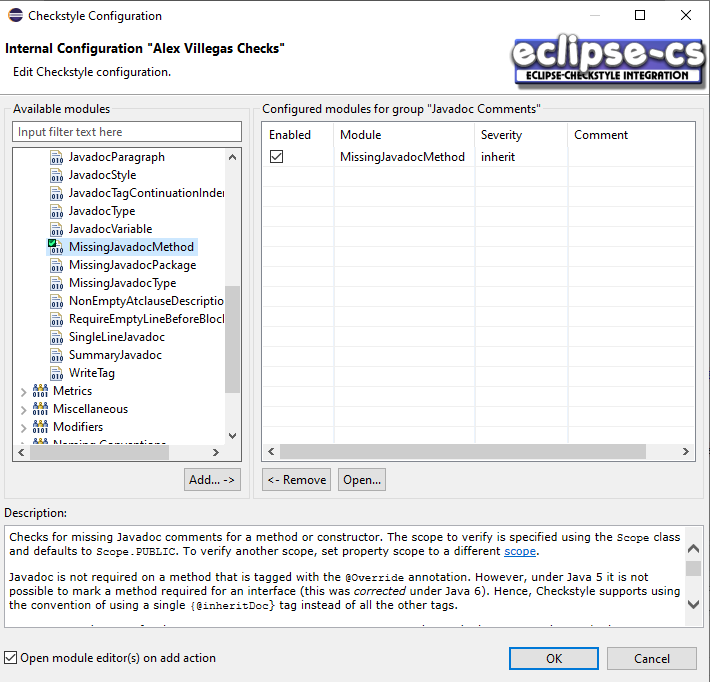 Checkstyle Configuration
Internal Configuration "Alex Villegas Checks"
Edit Checkstyle configuration.
eclipse-cs
ECLIPSE-CHECKSTYLE INTEGRATION
Available modules
Input filter text here
JavadocParagraph
JavadocStyle
JavadocTagContinuationInden
JavadocType
JavadocVariable
MissingJavadocMethod
MissingJavadocPackage
MissingJavadocType
NonEmptyAtclauseDescriptio
RequireEmptyLineBeforeBloc
SingleLineJavadoc
SummaryJavadoc
WriteTag
Metrics
Miscellaneous
Modifiers
Naming Conventions
Add... ->
Configured modules for group "Javadoc Comments"
Enabled Module Severity Comment
MissingJavadocMethod inherit
<- Remove Open...
Description:
Checks for missing Javadoc comments for a method or constructor. The scope to verify is specified using the Scope class
and defaults to Scope.PUBLIC. To verify another scope, set property scope to a different scope.
Javadoc is not required on a method that is tagged with the @Override annotation. However, under Java 5 it is not
possible to mark a method required for an interface (this was corrected under Java 6). Hence, Checkstyle supports using
the convention of using a single {@inheritDoc} tag instead of all the other tags.
Open module editor(s) on add action
OK Cancel